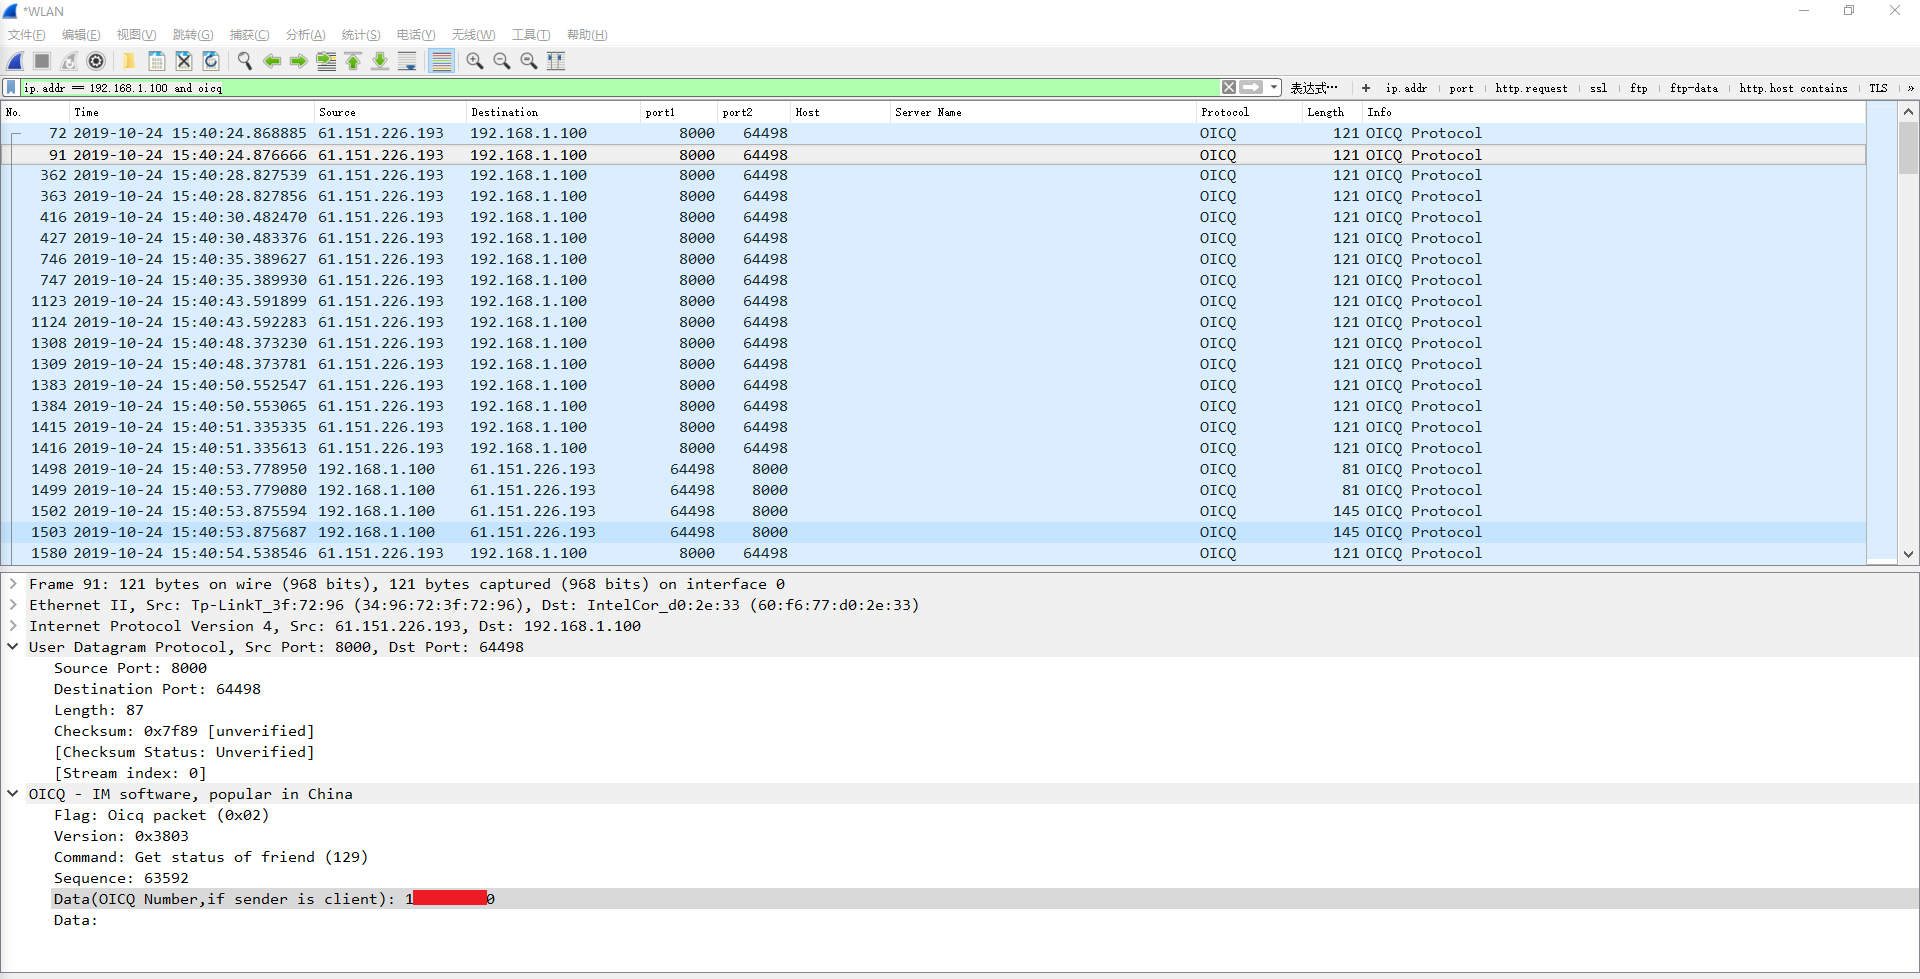 *WLAN
文件(F) 编辑(E) 视图(V) 跳转(G) 捕获(C) 分析(A) 统计(S) 电话(Y) 无线(W) 工具(T) 帮助(H)
ip.addr == 192.168.1.100 and oicq 表达式… + ip.addr port http.request ssl ftp ftp-data http.host contains TLS »
No. Time Source Destination port1 port2 Host Server Name Protocol Length Info
72 2019-10-24 15:40:24.868885 61.151.226.193 192.168.1.100 8000 64498 OICQ 121 OICQ Protocol
91 2019-10-24 15:40:24.876666 61.151.226.193 192.168.1.100 8000 64498 OICQ 121 OICQ Protocol
362 2019-10-24 15:40:28.827539 61.151.226.193 192.168.1.100 8000 64498 OICQ 121 OICQ Protocol
363 2019-10-24 15:40:28.827856 61.151.226.193 192.168.1.100 8000 64498 OICQ 121 OICQ Protocol
416 2019-10-24 15:40:30.482470 61.151.226.193 192.168.1.100 8000 64498 OICQ 121 OICQ Protocol
427 2019-10-24 15:40:30.483376 61.151.226.193 192.168.1.100 8000 64498 OICQ 121 OICQ Protocol
746 2019-10-24 15:40:35.389627 61.151.226.193 192.168.1.100 8000 64498 OICQ 121 OICQ Protocol
747 2019-10-24 15:40:35.389930 61.151.226.193 192.168.1.100 8000 64498 OICQ 121 OICQ Protocol
1123 2019-10-24 15:40:43.591899 61.151.226.193 192.168.1.100 8000 64498 OICQ 121 OICQ Protocol
1124 2019-10-24 15:40:43.592283 61.151.226.193 192.168.1.100 8000 64498 OICQ 121 OICQ Protocol
1308 2019-10-24 15:40:48.373230 61.151.226.193 192.168.1.100 8000 64498 OICQ 121 OICQ Protocol
1309 2019-10-24 15:40:48.373781 61.151.226.193 192.168.1.100 8000 64498 OICQ 121 OICQ Protocol
1383 2019-10-24 15:40:50.552547 61.151.226.193 192.168.1.100 8000 64498 OICQ 121 OICQ Protocol
1384 2019-10-24 15:40:50.553065 61.151.226.193 192.168.1.100 8000 64498 OICQ 121 OICQ Protocol
1415 2019-10-24 15:40:51.335335 61.151.226.193 192.168.1.100 8000 64498 OICQ 121 OICQ Protocol
1416 2019-10-24 15:40:51.335613 61.151.226.193 192.168.1.100 8000 64498 OICQ 121 OICQ Protocol
1498 2019-10-24 15:40:53.778950 192.168.1.100 61.151.226.193 64498 8000 OICQ 81 OICQ Protocol
1499 2019-10-24 15:40:53.779080 192.168.1.100 61.151.226.193 64498 8000 OICQ 81 OICQ Protocol
1502 2019-10-24 15:40:53.875594 192.168.1.100 61.151.226.193 64498 8000 OICQ 145 OICQ Protocol
1503 2019-10-24 15:40:53.875687 192.168.1.100 61.151.226.193 64498 8000 OICQ 145 OICQ Protocol
1580 2019-10-24 15:40:54.538546 61.151.226.193 192.168.1.100 8000 64498 OICQ 121 OICQ Protocol
Frame 91: 121 bytes on wire (968 bits), 121 bytes captured (968 bits) on interface 0
Ethernet II, Src: Tp-LinkT_3f:72:96 (34:96:72:3f:72:96), Dst: IntelCor_d0:2e:33 (60:f6:77:d0:2e:33)
Internet Protocol Version 4, Src: 61.151.226.193, Dst: 192.168.1.100
User Datagram Protocol, Src Port: 8000, Dst Port: 64498
Source Port: 8000
Destination Port: 64498
Length: 87
Checksum: 0x7f89 [unverified]
[Checksum Status: Unverified]
[Stream index: 0]
OICQ - IM software, popular in China
Flag: Oicq packet (0x02)
Version: 0x3803
Command: Get status of friend (129)
Sequence: 63592
Data(OICQ Number,if sender is client): 1 0
Data: